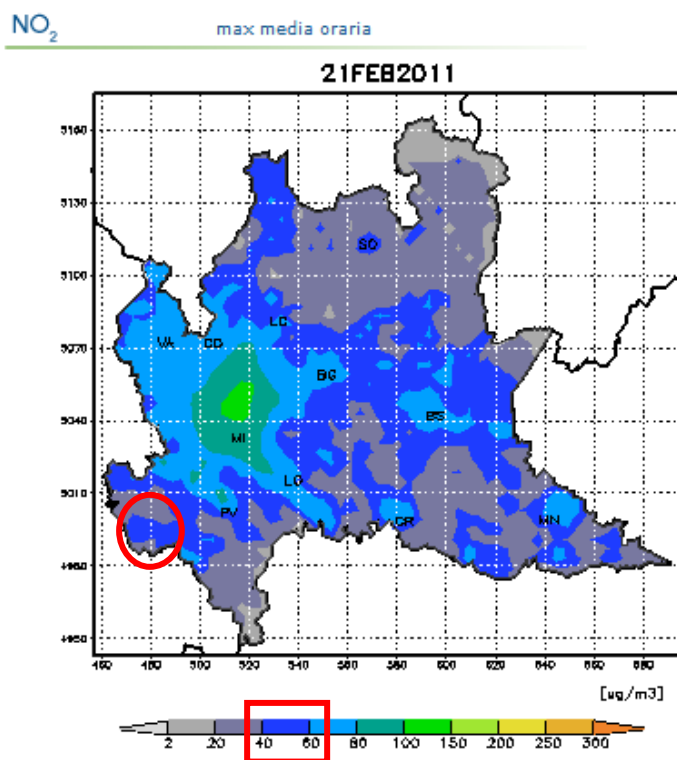 NO₂
max media oraria
21FEB2011
5160
5130
5100
5070
5040
5010
4980
4950
SO
LC
VA CO
BG
BS
MI
LO
PV CR MN
460 480 500 520 540 560 580 600 620 640 660 680
[ug/m3]
2 20 40 60 80 100 150 200 250 300